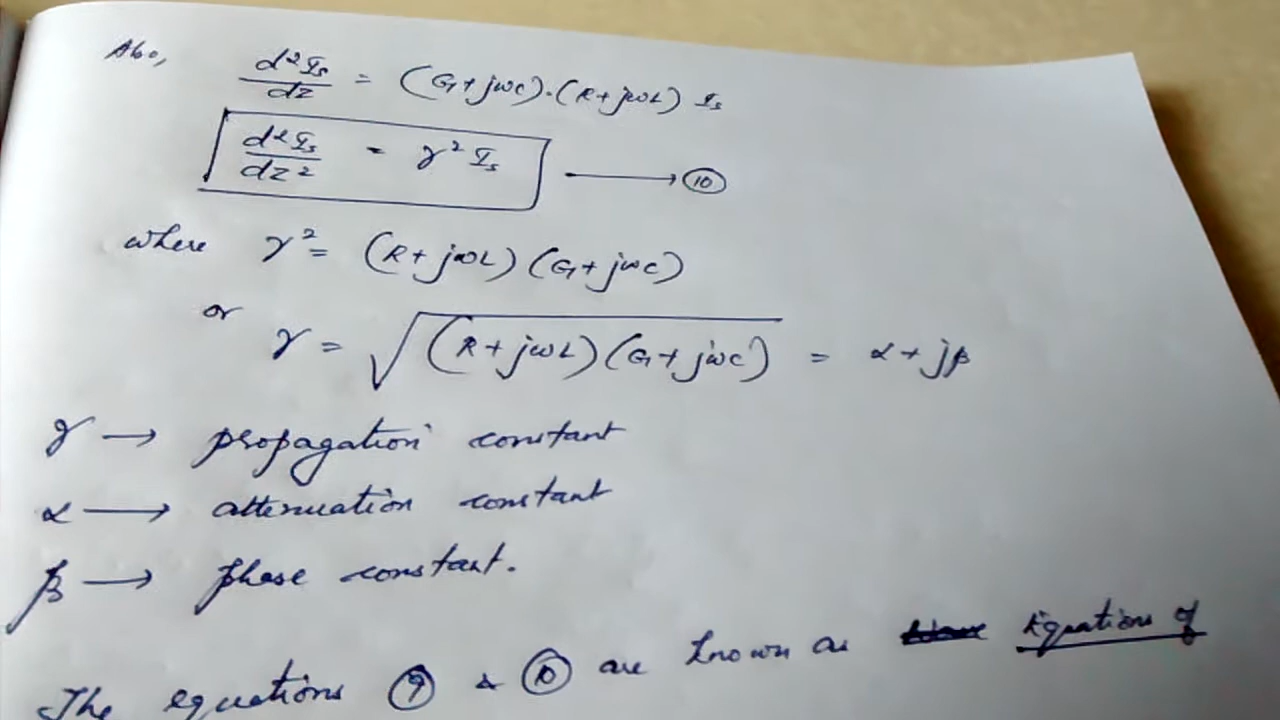 Also,
d²Is/dz = (G+jωC).(R+jωL) Is
d²Is/dz² = γ² Is → ⑩
where γ² = (R+jωL) (G+jωC)
or
γ = √(R+jωL)(G+jωC) = α+jβ
γ → propagation constant
α → attenuation constant
β → phase constant.
The equations ⑨ & ⑩ are known as Equations of